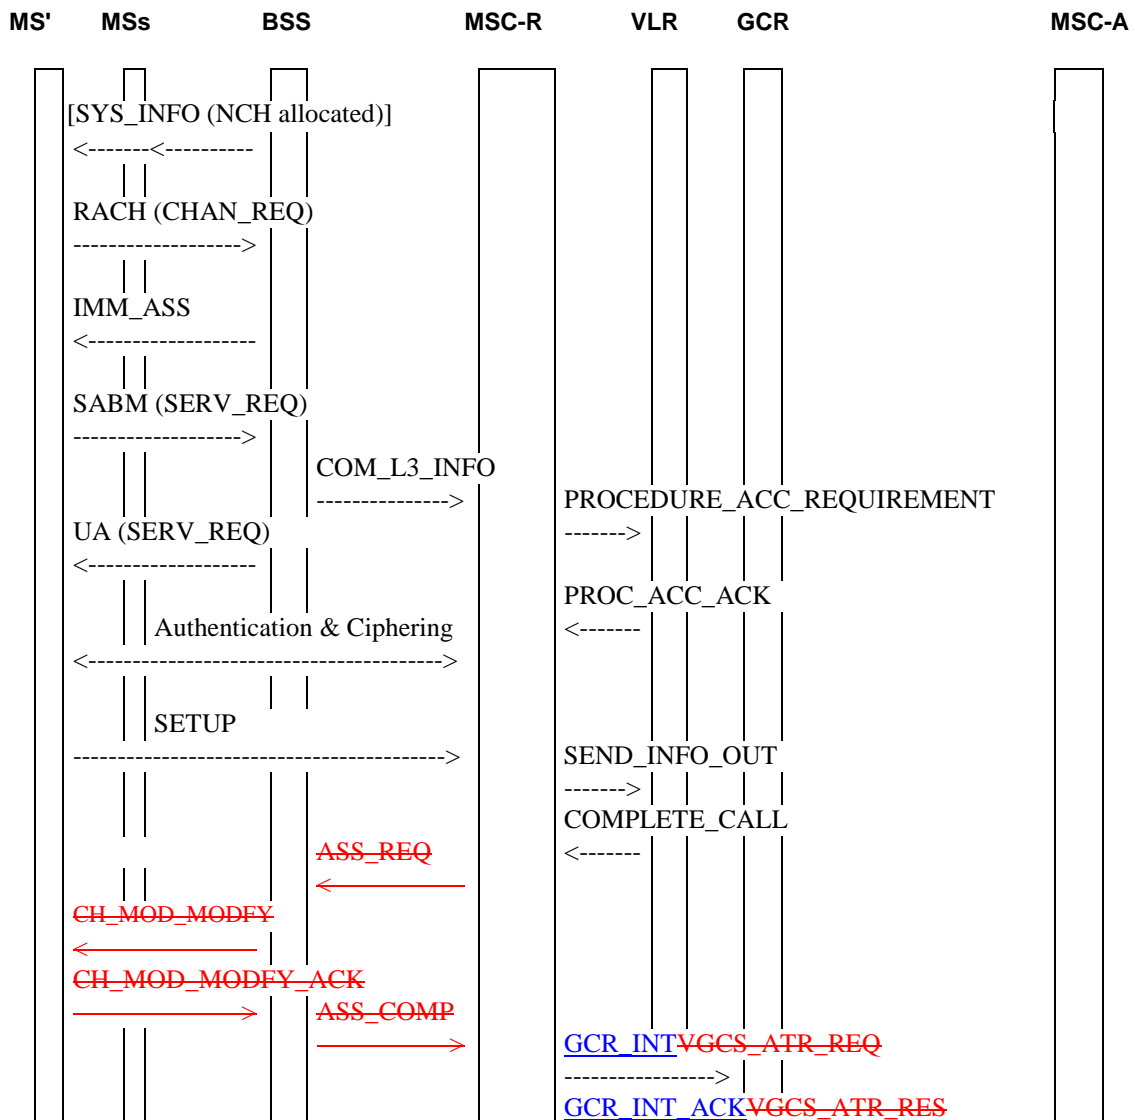 MS' MSs BSS MSC-R VLR GCR MSC-A
[SYS_INFO (NCH allocated)]
<-------<----------
RACH (CHAN_REQ)
------------------->
IMM_ASS
<-------------------
SABM (SERV_REQ)
------------------->
COM_L3_INFO
--------------->
PROCEDURE_ACC_REQUIREMENT
------->
UA (SERV_REQ)
<-------------------
PROC_ACC_ACK
<-------
Authentication & Ciphering
<---------------------------------------->
SETUP
------------------------------------------>
SEND_INFO_OUT
------->
COMPLETE_CALL
<-------
ASS_REQ
CH_MOD_MODFY
CH_MOD_MODFY_ACK
ASS_COMP
GCR_INTVGCS_ATR_REQ
----------------->
GCR_INT_ACKVGCS_ATR_RES